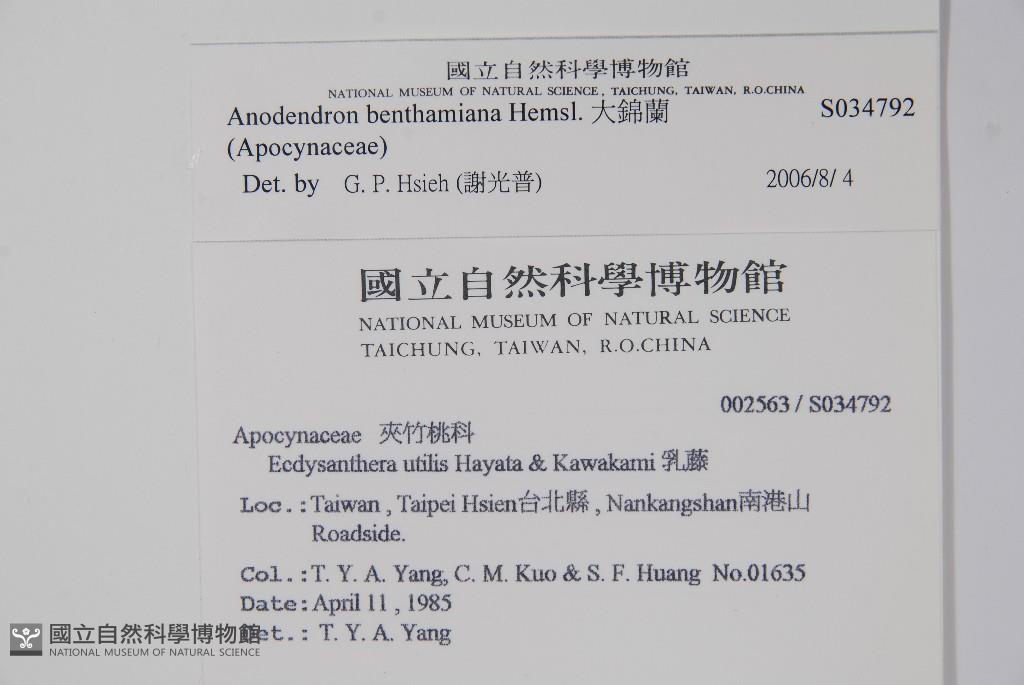 國立自然科學博物館
NATIONAL MUSEUM OF NATURAL SCIENCE, TAICHUNG, TAIWAN, R.O.CHINA
Anodendron benthamiana Hemsl. 大錦蘭 S034792
(Apocynaceae)
Det. by G. P. Hsieh (謝光普) 2006/8/ 4
國立自然科學博物館
NATIONAL MUSEUM OF NATURAL SCIENCE
TAICHUNG, TAIWAN, R.O.CHINA
002563 / S034792
Apocynaceae 夾竹桃科
Ecdysanthera utilis Hayata & Kawakami 乳藤
Loc.:Taiwan , Taipei Hsien台北縣 , Nankangshan南港山
Roadside.
Col.:T. Y. A. Yang, C. M. Kuo & S. F. Huang No.01635
Date:April 11 , 1985
Det.: T. Y. A. Yang
國立自然科學博物館
NATIONAL MUSEUM OF NATURAL SCIENCE